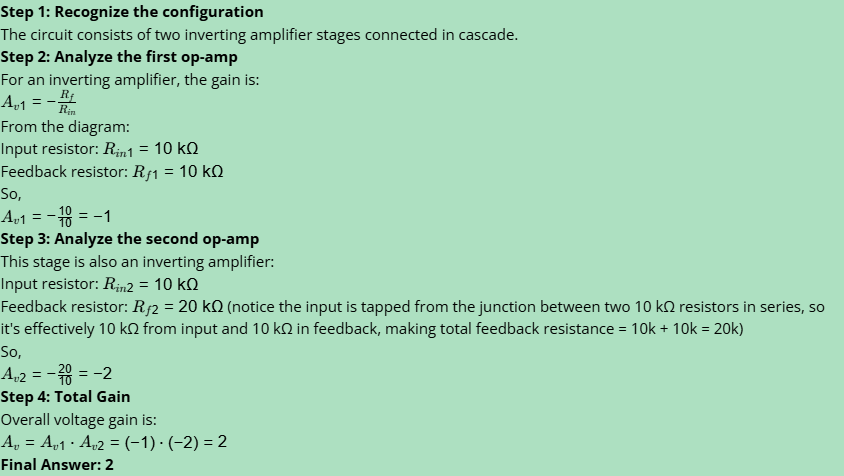 Step 1: Recognize the configuration
The circuit consists of two inverting amplifier stages connected in cascade.
Step 2: Analyze the first op-amp
For an inverting amplifier, the gain is:
A_{v1} = -\frac{R_f}{R_{in}}
From the diagram:
Input resistor: R_{in1} = 10 kΩ
Feedback resistor: R_{f1} = 10 kΩ
So,
A_{v1} = -\frac{10}{10} = -1
Step 3: Analyze the second op-amp
This stage is also an inverting amplifier:
Input resistor: R_{in2} = 10 kΩ
Feedback resistor: R_{f2} = 20 kΩ (notice the input is tapped from the junction between two 10 kΩ resistors in series, so
it's effectively 10 kΩ from input and 10 kΩ in feedback, making total feedback resistance = 10k + 10k = 20k)
So,
A_{v2} = -\frac{20}{10} = -2
Step 4: Total Gain
Overall voltage gain is:
A_v = A_{v1} · A_{v2} = (-1) · (-2) = 2
Final Answer: 2